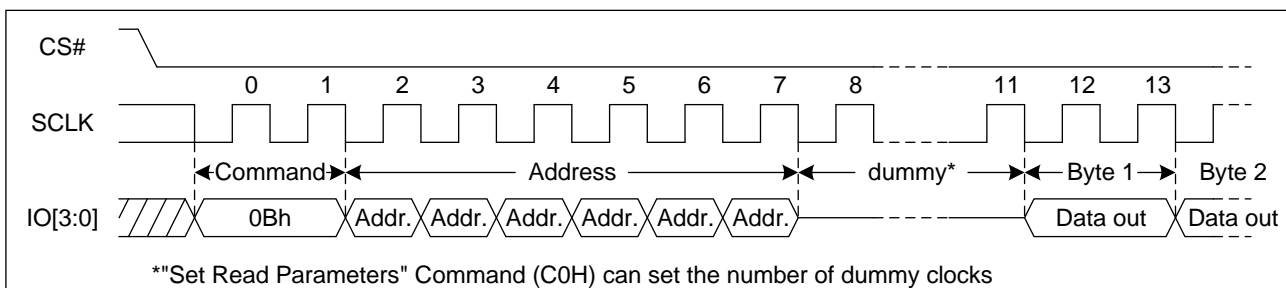 CS#
0 1 2 3 4 5 6 7 8 11 12 13
SCLK
Command Address dummy* Byte 1 Byte 2
IO[3:0] 0Bh Addr. Addr. Addr. Addr. Addr. Addr. Data out Data out
*"Set Read Parameters" Command (C0H) can set the number of dummy clocks